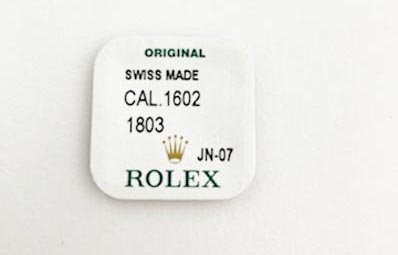 ORIGINAL
SWISS MADE
CAL.1602
1803
JN-07
ROLEX